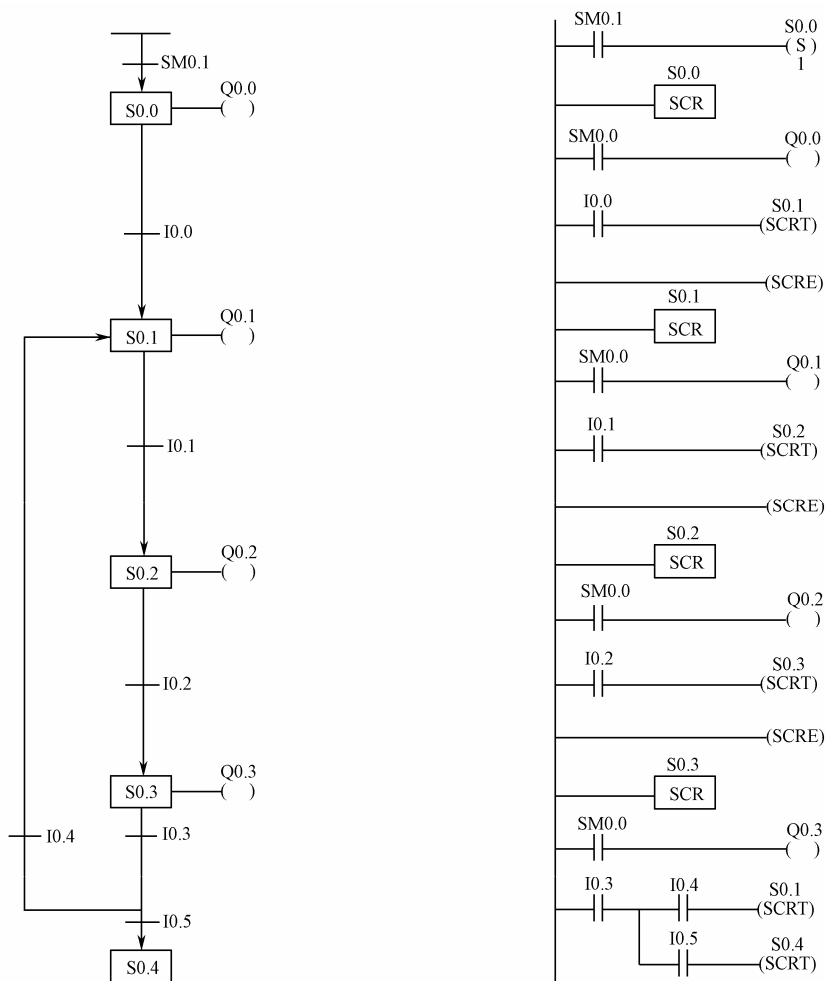 SM0.1
S0.0
Q0.0
( )
I0.0
S0.1
Q0.1
( )
I0.1
S0.2
Q0.2
( )
I0.2
S0.3
Q0.3
( )
I0.4
I0.3
I0.5
S0.4
SM0.1
S0.0
( S )
1
S0.0
SCR
SM0.0
Q0.0
( )
I0.0
S0.1
(SCRT)
(SCRE)
S0.1
SCR
SM0.0
Q0.1
( )
I0.1
S0.2
(SCRT)
(SCRE)
S0.2
SCR
SM0.0
Q0.2
( )
I0.2
S0.3
(SCRT)
(SCRE)
S0.3
SCR
SM0.0
Q0.3
( )
I0.3
I0.4
S0.1
(SCRT)
I0.5
S0.4
(SCRT)